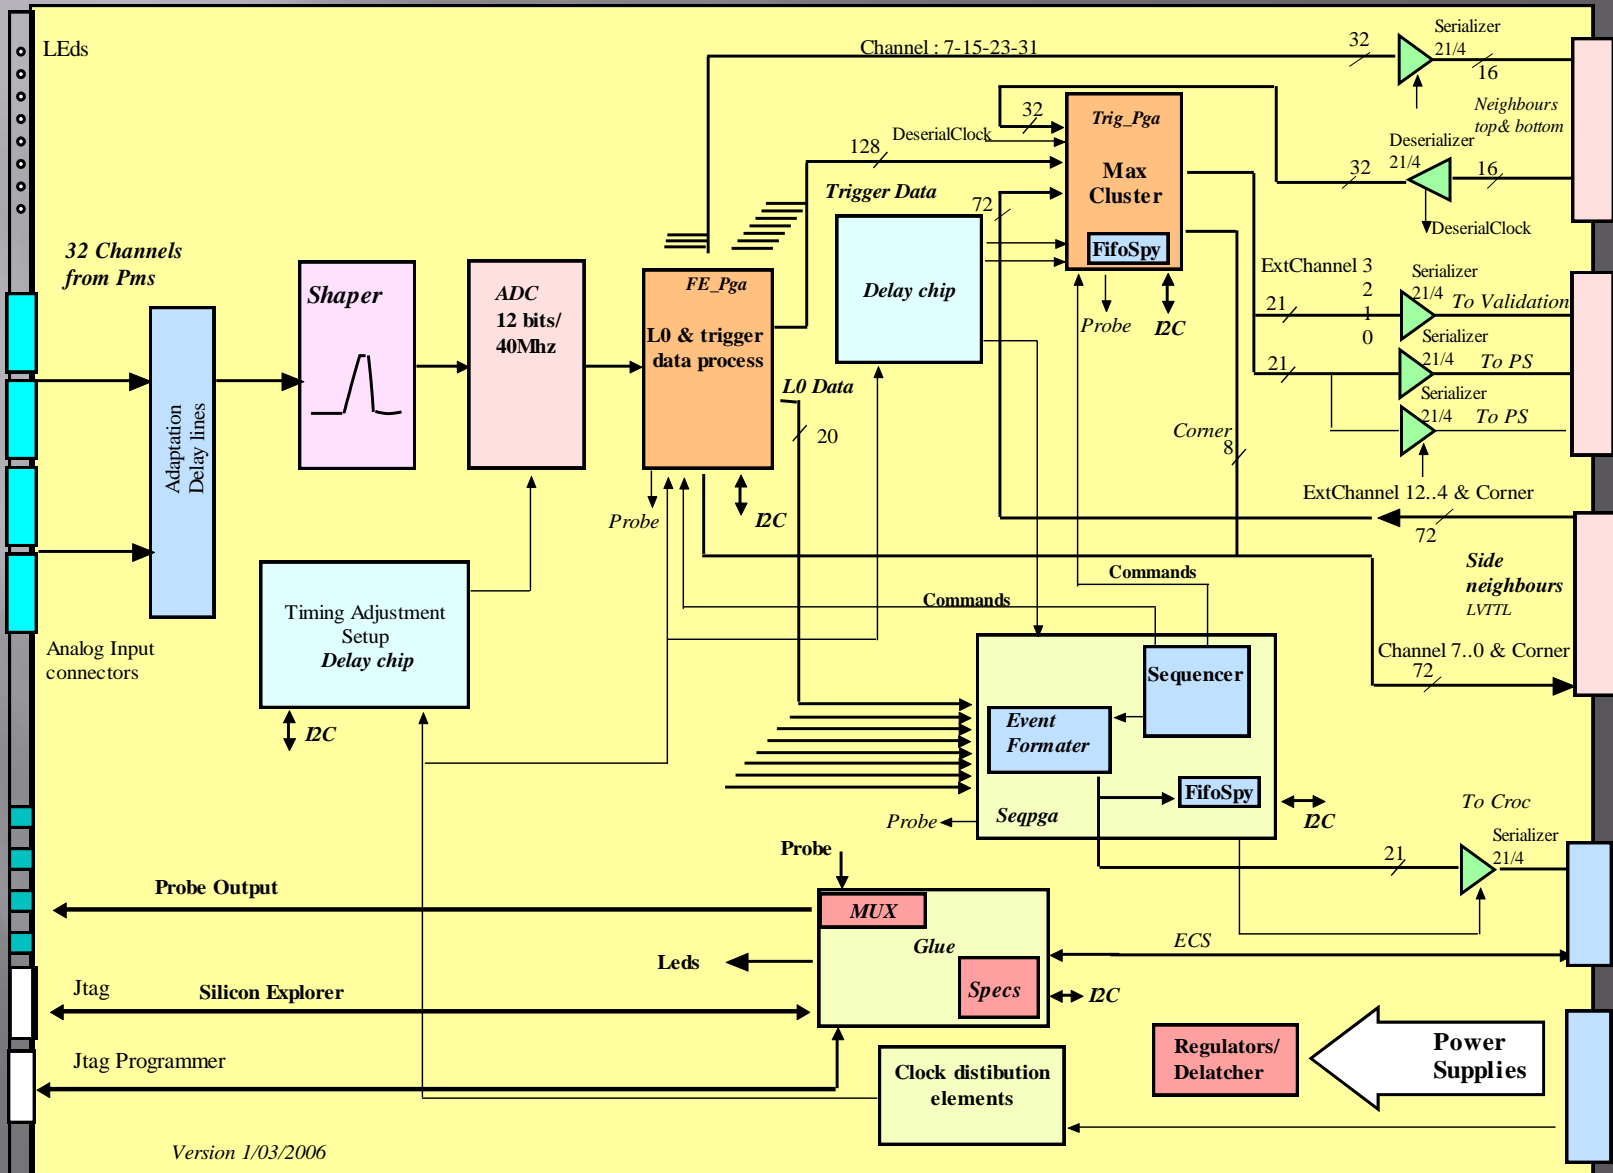 LEds
Channel : 7-15-23-31
32
Serializer
21/4
16
Neighbours
top& bottom
Deserializer
21/4
32
16
DeserialClock
32
DeserialClock
128
Trigger Data
72
Trig_Pga
Max
Cluster
FifoSpy
Probe
I2C
32 Channels
from Pms
Adaptation
Delay lines
Shaper
ADC
12 bits/
40Mhz
FE_Pga
L0 & trigger
data process
Delay chip
L0 Data
20
Probe
I2C
ExtChannel 3
2
1
0
21
Serializer
21/4
To Validation
21
Serializer
21/4
To PS
Serializer
21/4
To PS
Corner
8
ExtChannel 12..4 & Corner
72
Side
neighbours
LVTTL
Channel 7..0 & Corner
72
Commands
Commands
Analog Input
connectors
Timing Adjustment
Setup
Delay chip
I2C
Sequencer
Event
Formater
FifoSpy
Seqpga
Probe
I2C
To Croc
Serializer
21/4
21
Probe
Probe Output
MUX
Glue
Specs
Leds
ECS
I2C
Jtag
Silicon Explorer
Jtag Programmer
Clock distibution
elements
Regulators/
Delatcher
Power
Supplies
Version 1/03/2006